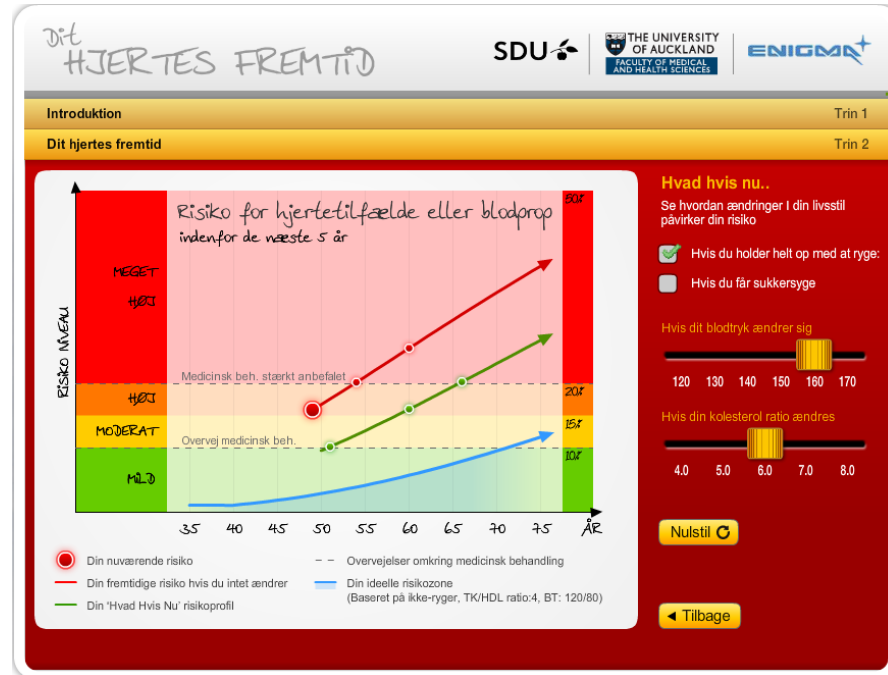 Dit
HJERTES FREMTID
SDU
THE UNIVERSITY
OF AUCKLAND
FACULTY OF MEDICAL
AND HEALTH SCIENCES
ENIGMA
Introduktion
Trin 1
Dit hjertes fremtid
Trin 2
Risiko for hjertetilfælde eller blodprop
indenfor de næste 5 år
RISIKO NIVEAU
MEGET
HØJ
50%
Medicinsk beh. stærkt anbefalet
HØJ
20%
MODERAT
15%
Overvej medicinsk beh.
10%
MILD
35 40 45 50 55 60 65 70 75 ÅR
Din nuværende risiko
Din fremtidige risiko hvis du intet ændrer
Din 'Hvad Hvis Nu' risikoprofil
Overvejelser omkring medicinsk behandling
Din ideelle risikozone
(Baseret på ikke-ryger, TK/HDL ratio:4, BT: 120/80)
Hvad hvis nu..
Se hvordan ændringer I din livsstil
påvirker din risiko
Hvis du holder helt op med at ryge:
Hvis du får sukkersyge
Hvis dit blodtryk ændrer sig
120 130 140 150 160 170
Hvis din kolesterol ratio ændres
4.0 5.0 6.0 7.0 8.0
Nulstil
Tilbage